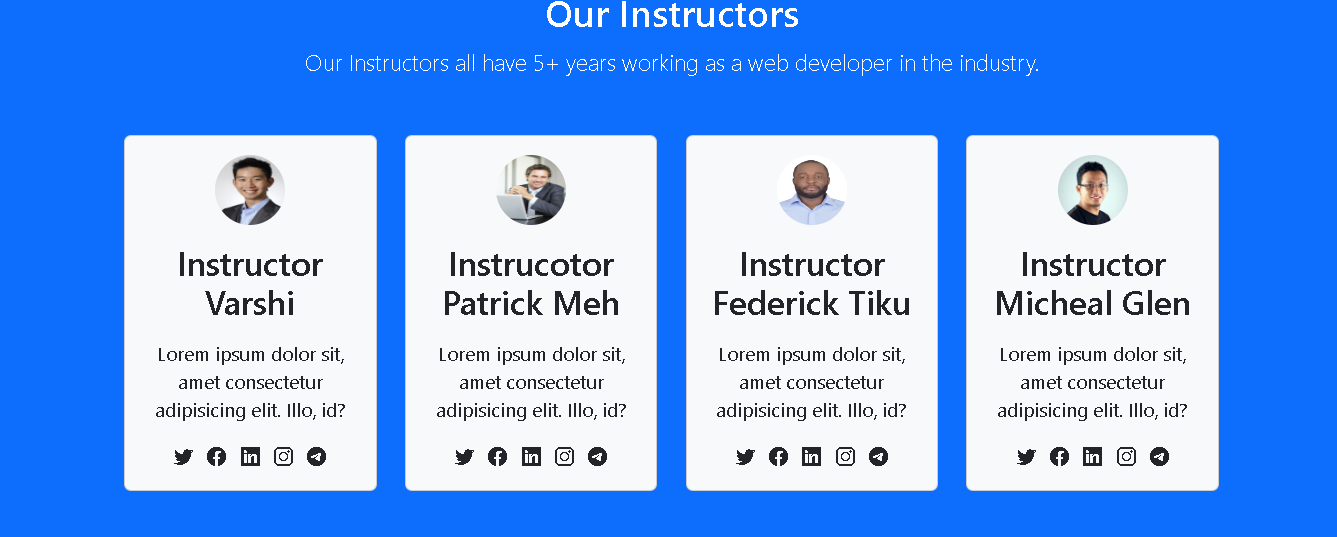 Our Instructors
Our Instructors all have 5+ years working as a web developer in the industry.
Instructor
Varshi
Lorem ipsum dolor sit,
amet consectetur
adipisicing elit. Illo, id?
Instrucotor
Patrick Meh
Lorem ipsum dolor sit,
amet consectetur
adipisicing elit. Illo, id?
Instructor
Federick Tiku
Lorem ipsum dolor sit,
amet consectetur
adipisicing elit. Illo, id?
Instructor
Micheal Glen
Lorem ipsum dolor sit,
amet consectetur
adipisicing elit. Illo, id?